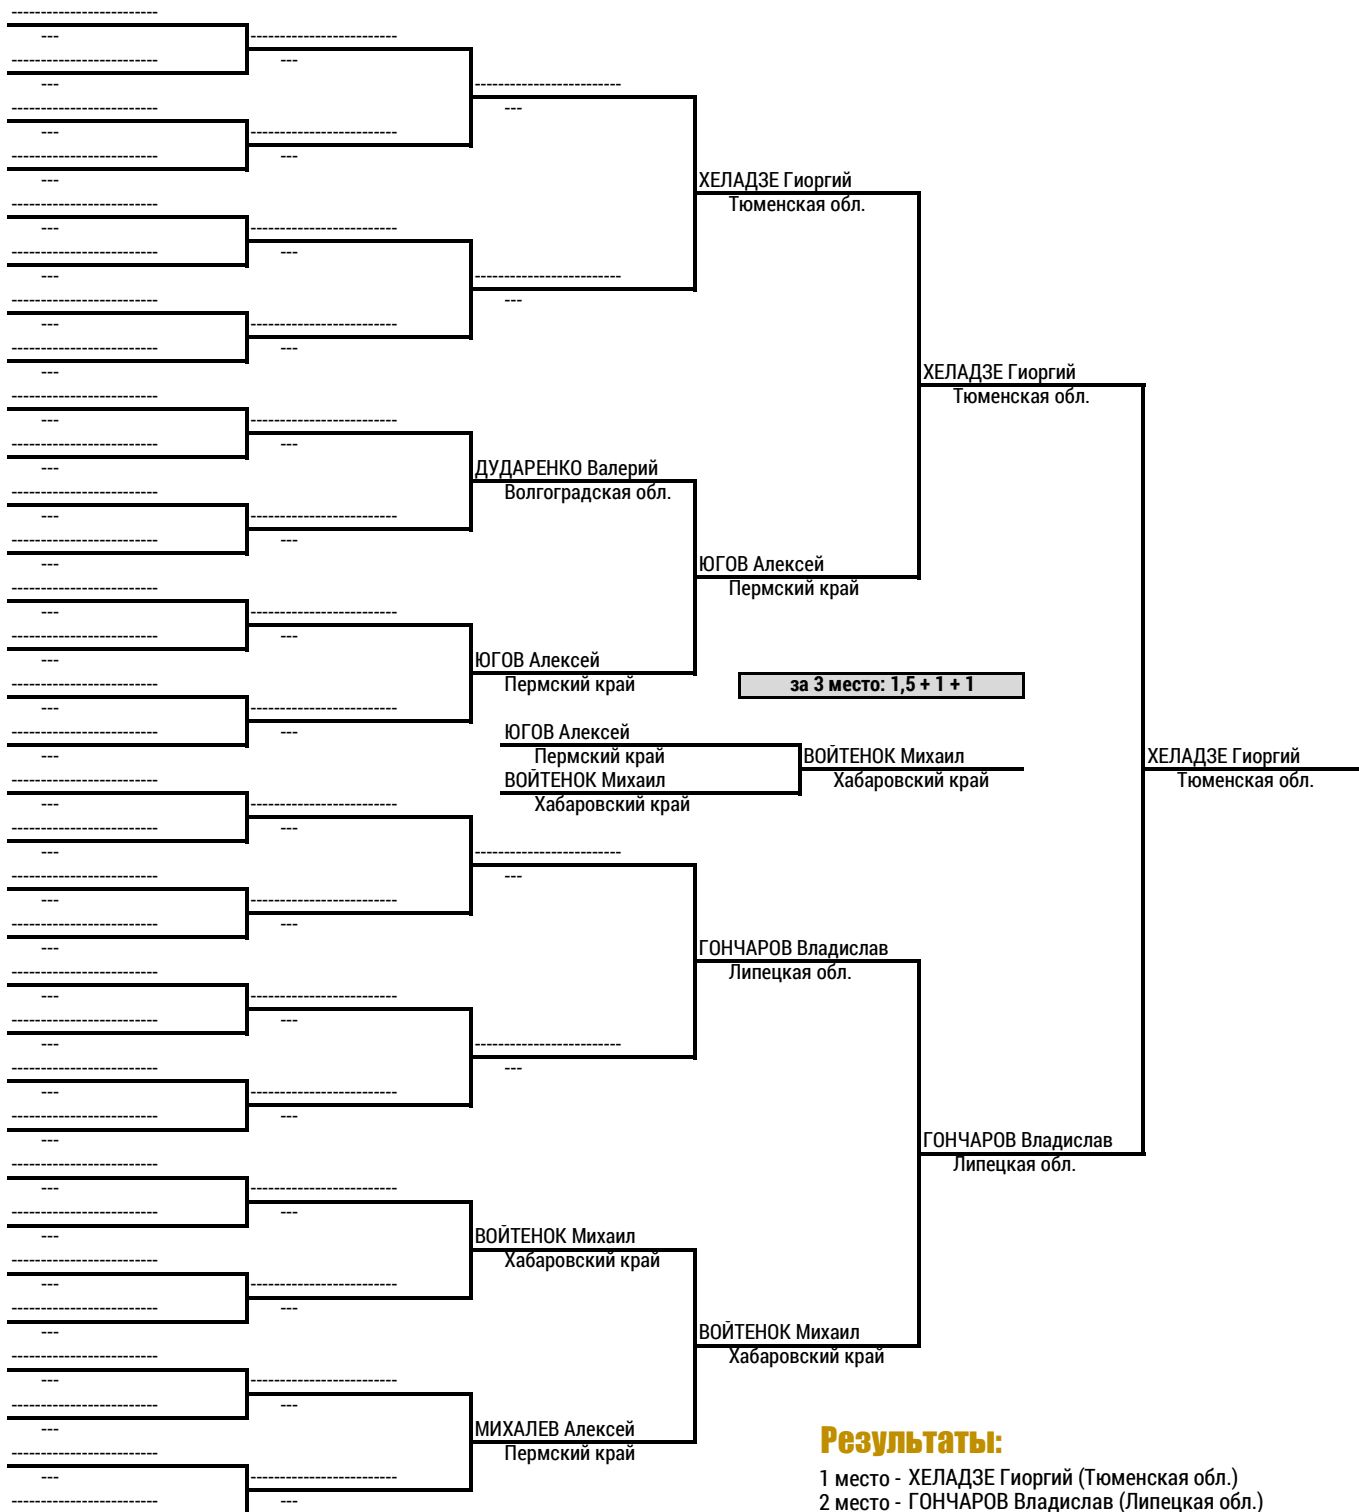 ХЕЛАДЗЕ Гиоргий
Тюменская обл.
ХЕЛАДЗЕ Гиоргий
Тюменская обл.
ДУДАРЕНКО Валерий
Волгоградская обл.
ЮГОВ Алексей
Пермский край
ЮГОВ Алексей
Пермский край
за 3 место: 1,5 + 1 + 1
ЮГОВ Алексей
Пермский край
ВОЙТЕНОК Михаил
Хабаровский край
ВОЙТЕНОК Михаил
Хабаровский край
ХЕЛАДЗЕ Гиоргий
Тюменская обл.
ГОНЧАРОВ Владислав
Липецкая обл.
ГОНЧАРОВ Владислав
Липецкая обл.
ВОЙТЕНОК Михаил
Хабаровский край
ВОЙТЕНОК Михаил
Хабаровский край
МИХАЛЕВ Алексей
Пермский край
Результаты:
1 место - ХЕЛАДЗЕ Гиоргий (Тюменская обл.)
2 место - ГОНЧАРОВ Владислав (Липецкая обл.)